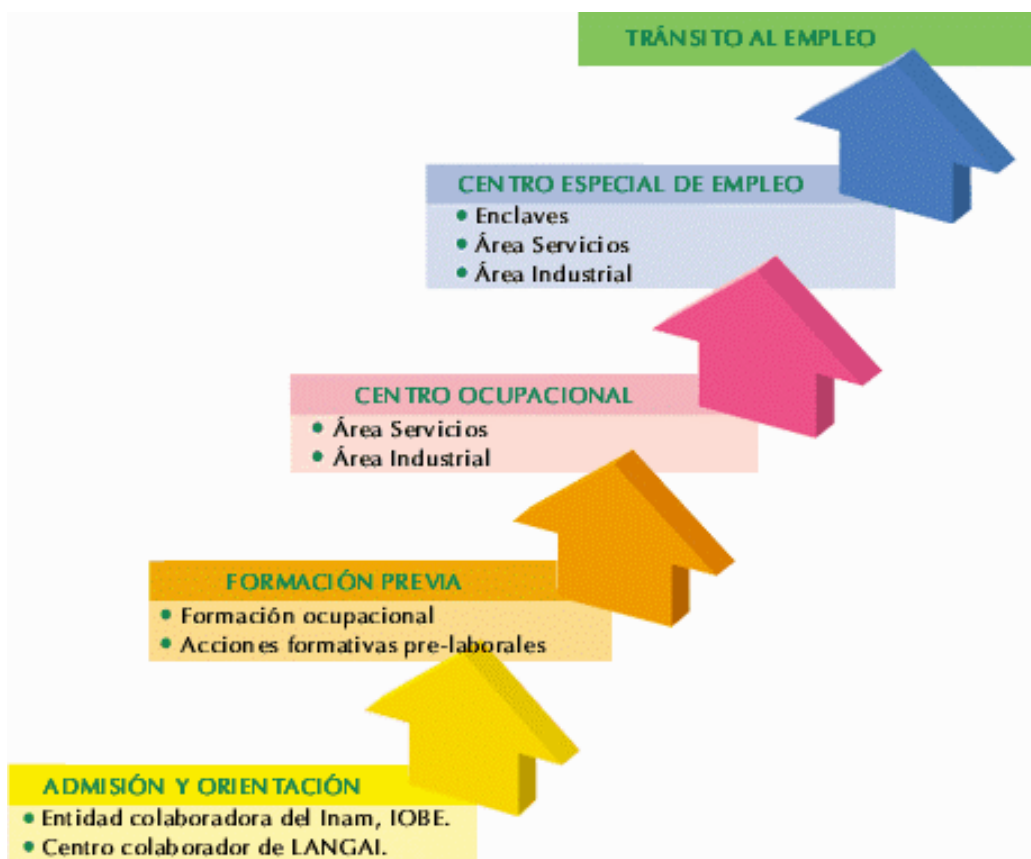 TRÁNSITO AL EMPLEO
CENTRO ESPECIAL DE EMPLEO
• Enclaves
• Área Servicios
• Área Industrial
CENTRO OCUPACIONAL
• Área Servicios
• Área Industrial
FORMACIÓN PREVIA
• Formación ocupacional
• Acciones formativas pre-laborales
ADMISIÓN Y ORIENTACIÓN
• Entidad colaboradora del Inam, IOBE.
• Centro colaborador de LANGAI.